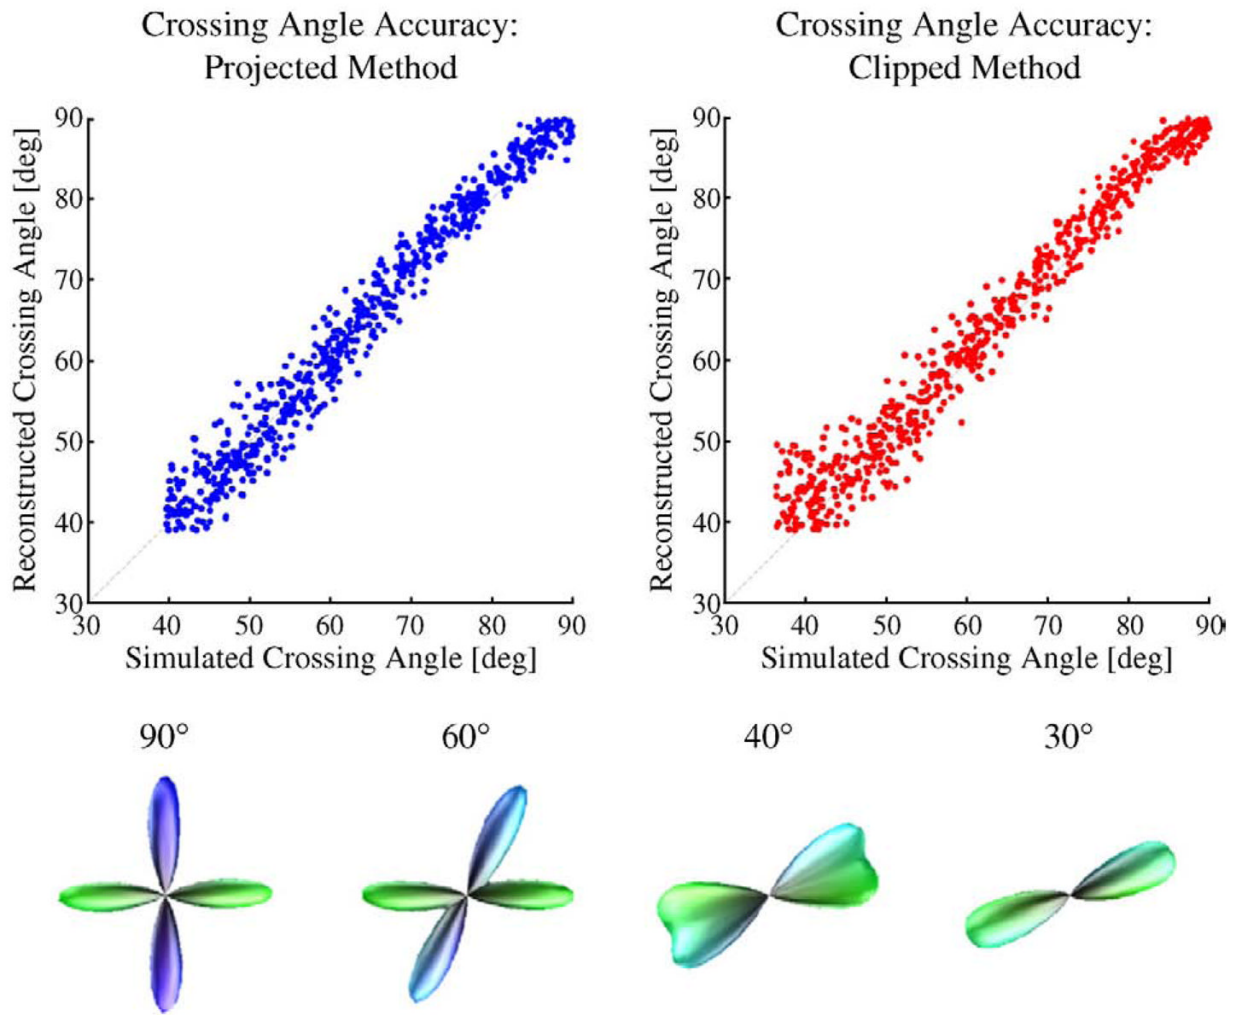 Crossing Angle Accuracy:
Projected Method
Reconstructed Crossing Angle [deg]
90
80
70
60
50
40
30
30 40 50 60 70 80 90
Simulated Crossing Angle [deg]
Crossing Angle Accuracy:
Clipped Method
Reconstructed Crossing Angle [deg]
90
80
70
60
50
40
30
30 40 50 60 70 80 90
Simulated Crossing Angle [deg]
90° 60° 40° 30°